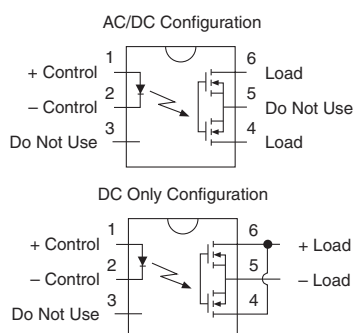 AC/DC Configuration
1 6
+ Control Load
2 5
– Control Do Not Use
3 4
Do Not Use Load
DC Only Configuration
1 6
+ Control + Load
2 5
– Control – Load
3 4
Do Not Use